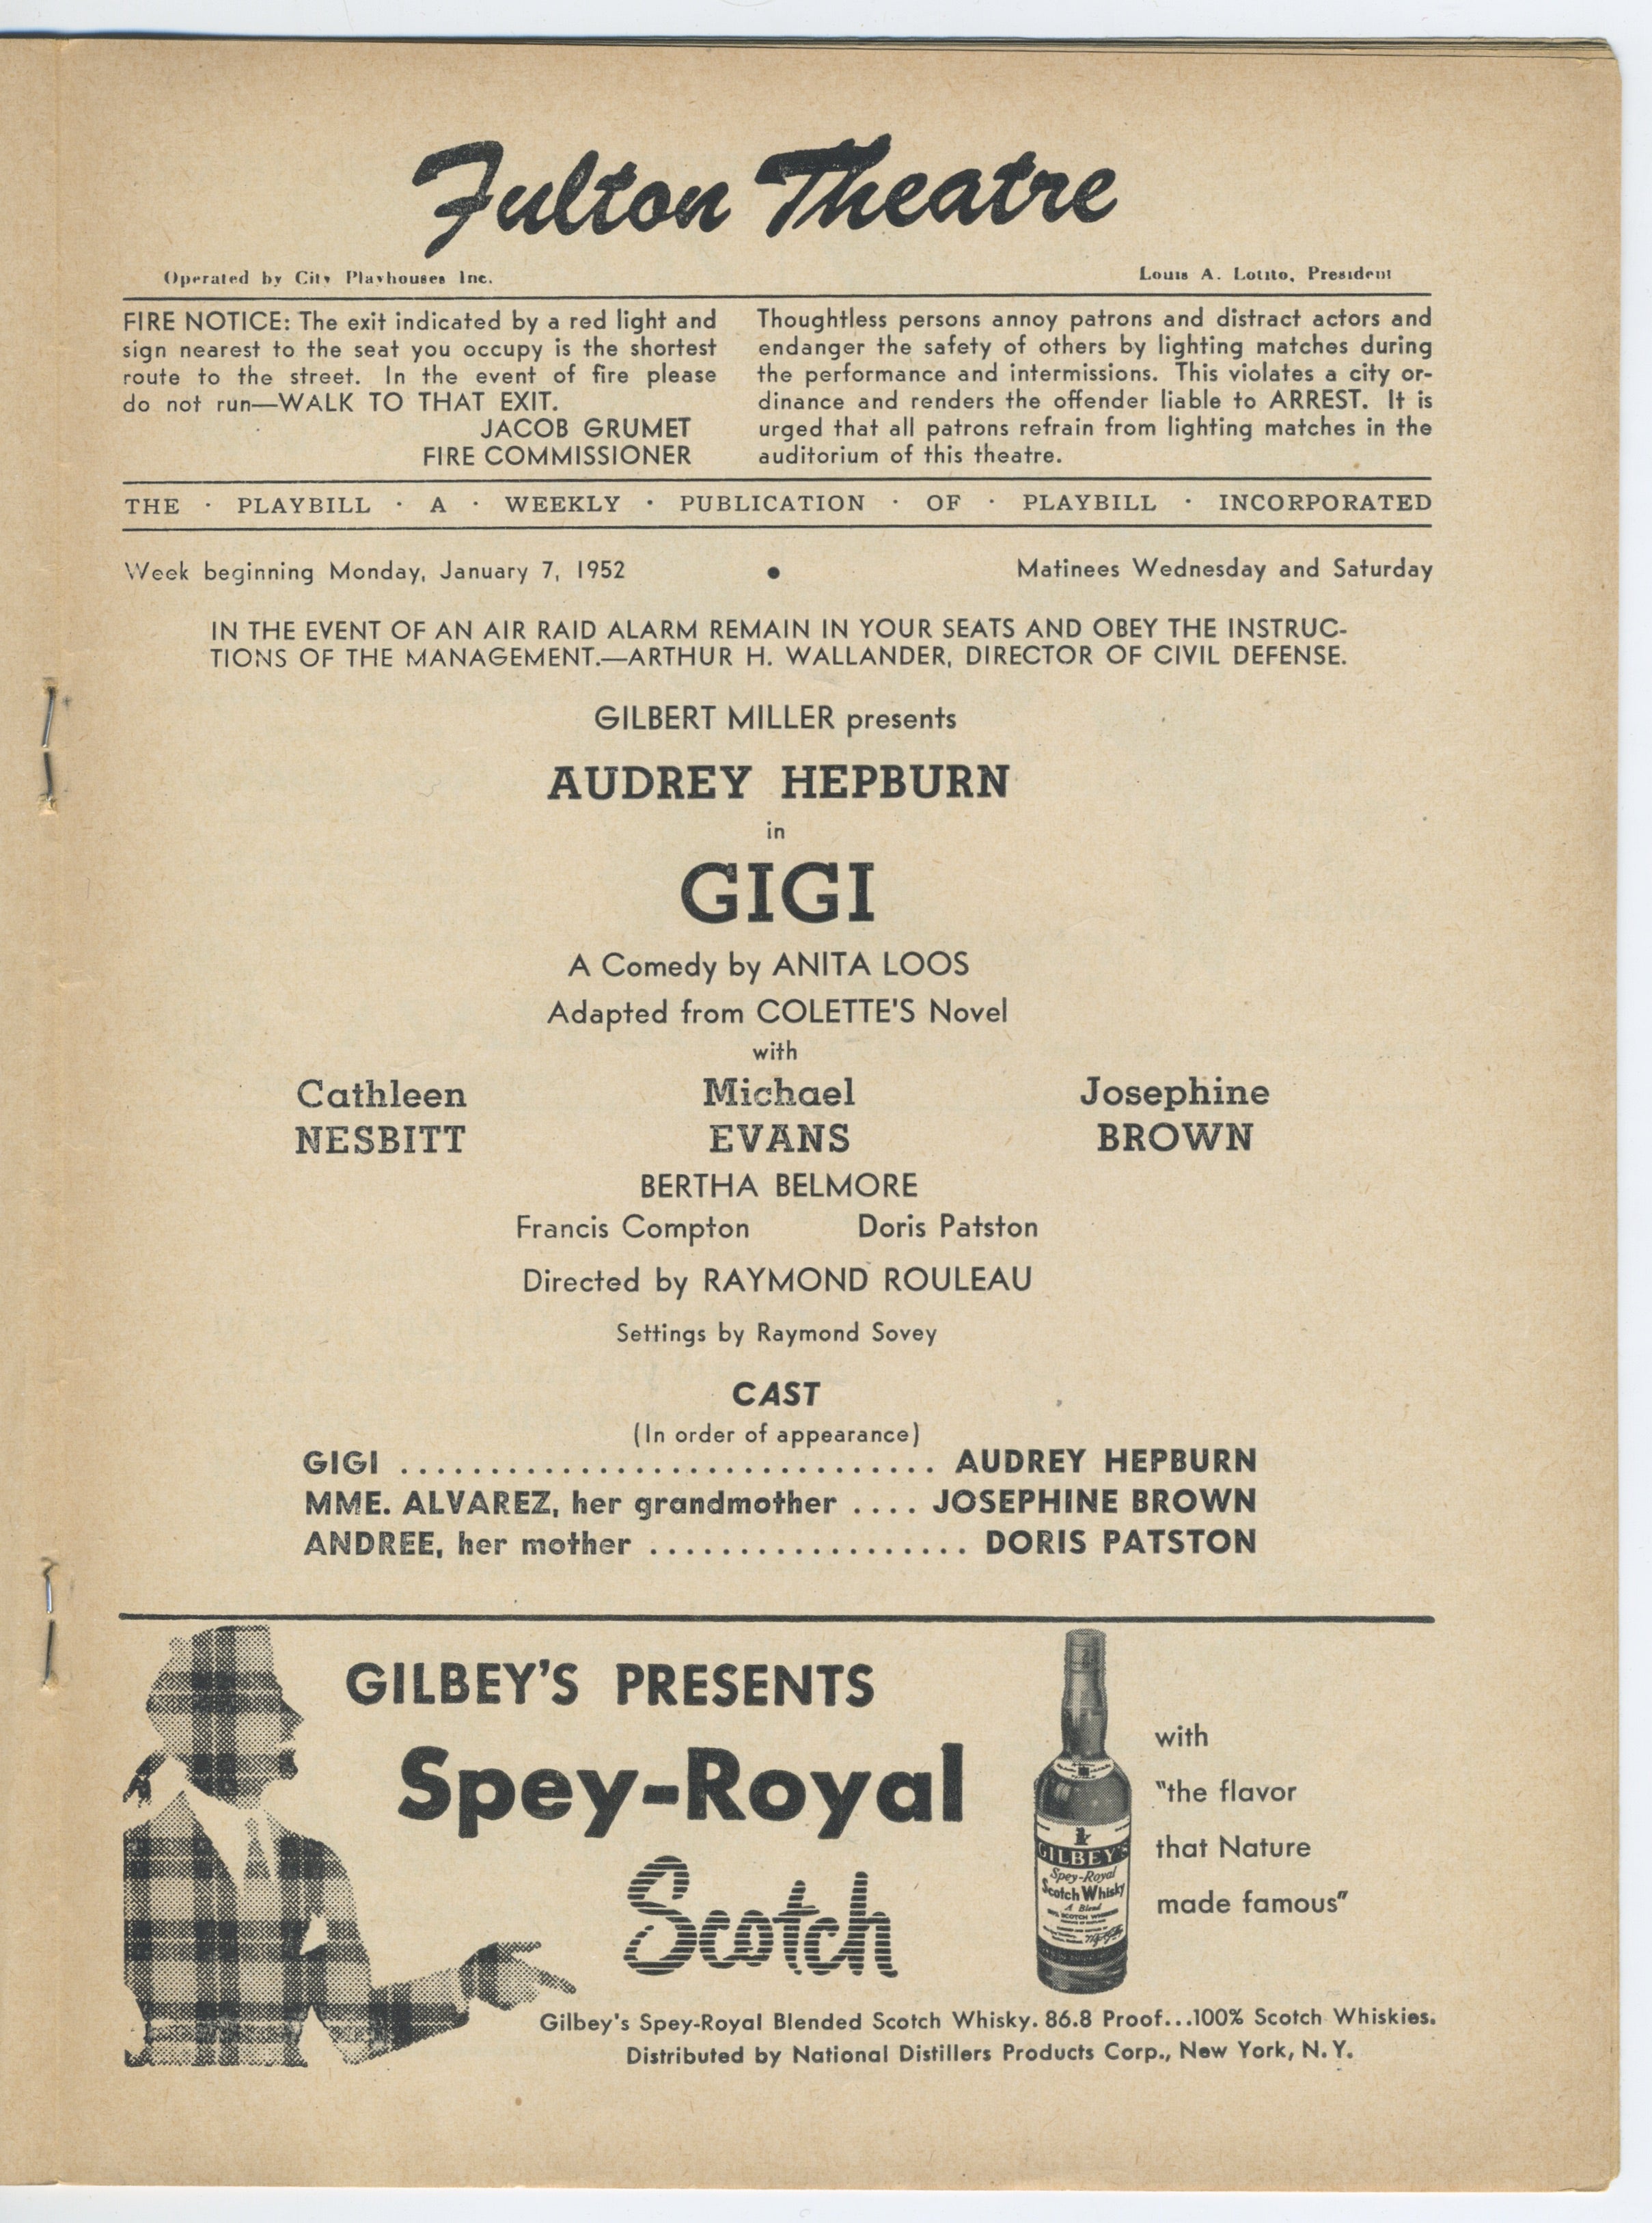 Fulton Theatre
Operated by City Playhouses Inc.
Louis A. Lotito, President
FIRE NOTICE: The exit indicated by a red light and
sign nearest to the seat you occupy is the shortest
route to the street. In the event of fire please
do not run—WALK TO THAT EXIT.
JACOB GRUMET
FIRE COMMISSIONER
Thoughtless persons annoy patrons and distract actors and
endanger the safety of others by lighting matches during
the performance and intermissions. This violates a city or-
dinance and renders the offender liable to ARREST. It is
urged that all patrons refrain from lighting matches in the
auditorium of this theatre.
THE · PLAYBILL · A · WEEKLY · PUBLICATION · OF · PLAYBILL · INCORPORATED
Week beginning Monday, January 7, 1952 • Matinees Wednesday and Saturday
IN THE EVENT OF AN AIR RAID ALARM REMAIN IN YOUR SEATS AND OBEY THE INSTRUC-
TIONS OF THE MANAGEMENT.—ARTHUR H. WALLANDER, DIRECTOR OF CIVIL DEFENSE.
GILBERT MILLER presents
AUDREY HEPBURN
in
GIGI
A Comedy by ANITA LOOS
Adapted from COLETTE'S Novel
with
Cathleen Michael Josephine
NESBITT EVANS BROWN
BERTHA BELMORE
Francis Compton Doris Patston
Directed by RAYMOND ROULEAU
Settings by Raymond Sovey
CAST
(In order of appearance)
GIGI .............................. AUDREY HEPBURN
MME. ALVAREZ, her grandmother .... JOSEPHINE BROWN
ANDREE, her mother .................. DORIS PATSTON
GILBEY'S PRESENTS
Spey-Royal
Scotch
GILBEY'S
Spey-Royal
Scotch Whisky
A Blend
with
"the flavor
that Nature
made famous"
Gilbey's Spey-Royal Blended Scotch Whisky. 86.8 Proof...100% Scotch Whiskies.
Distributed by National Distillers Products Corp., New York, N.Y.